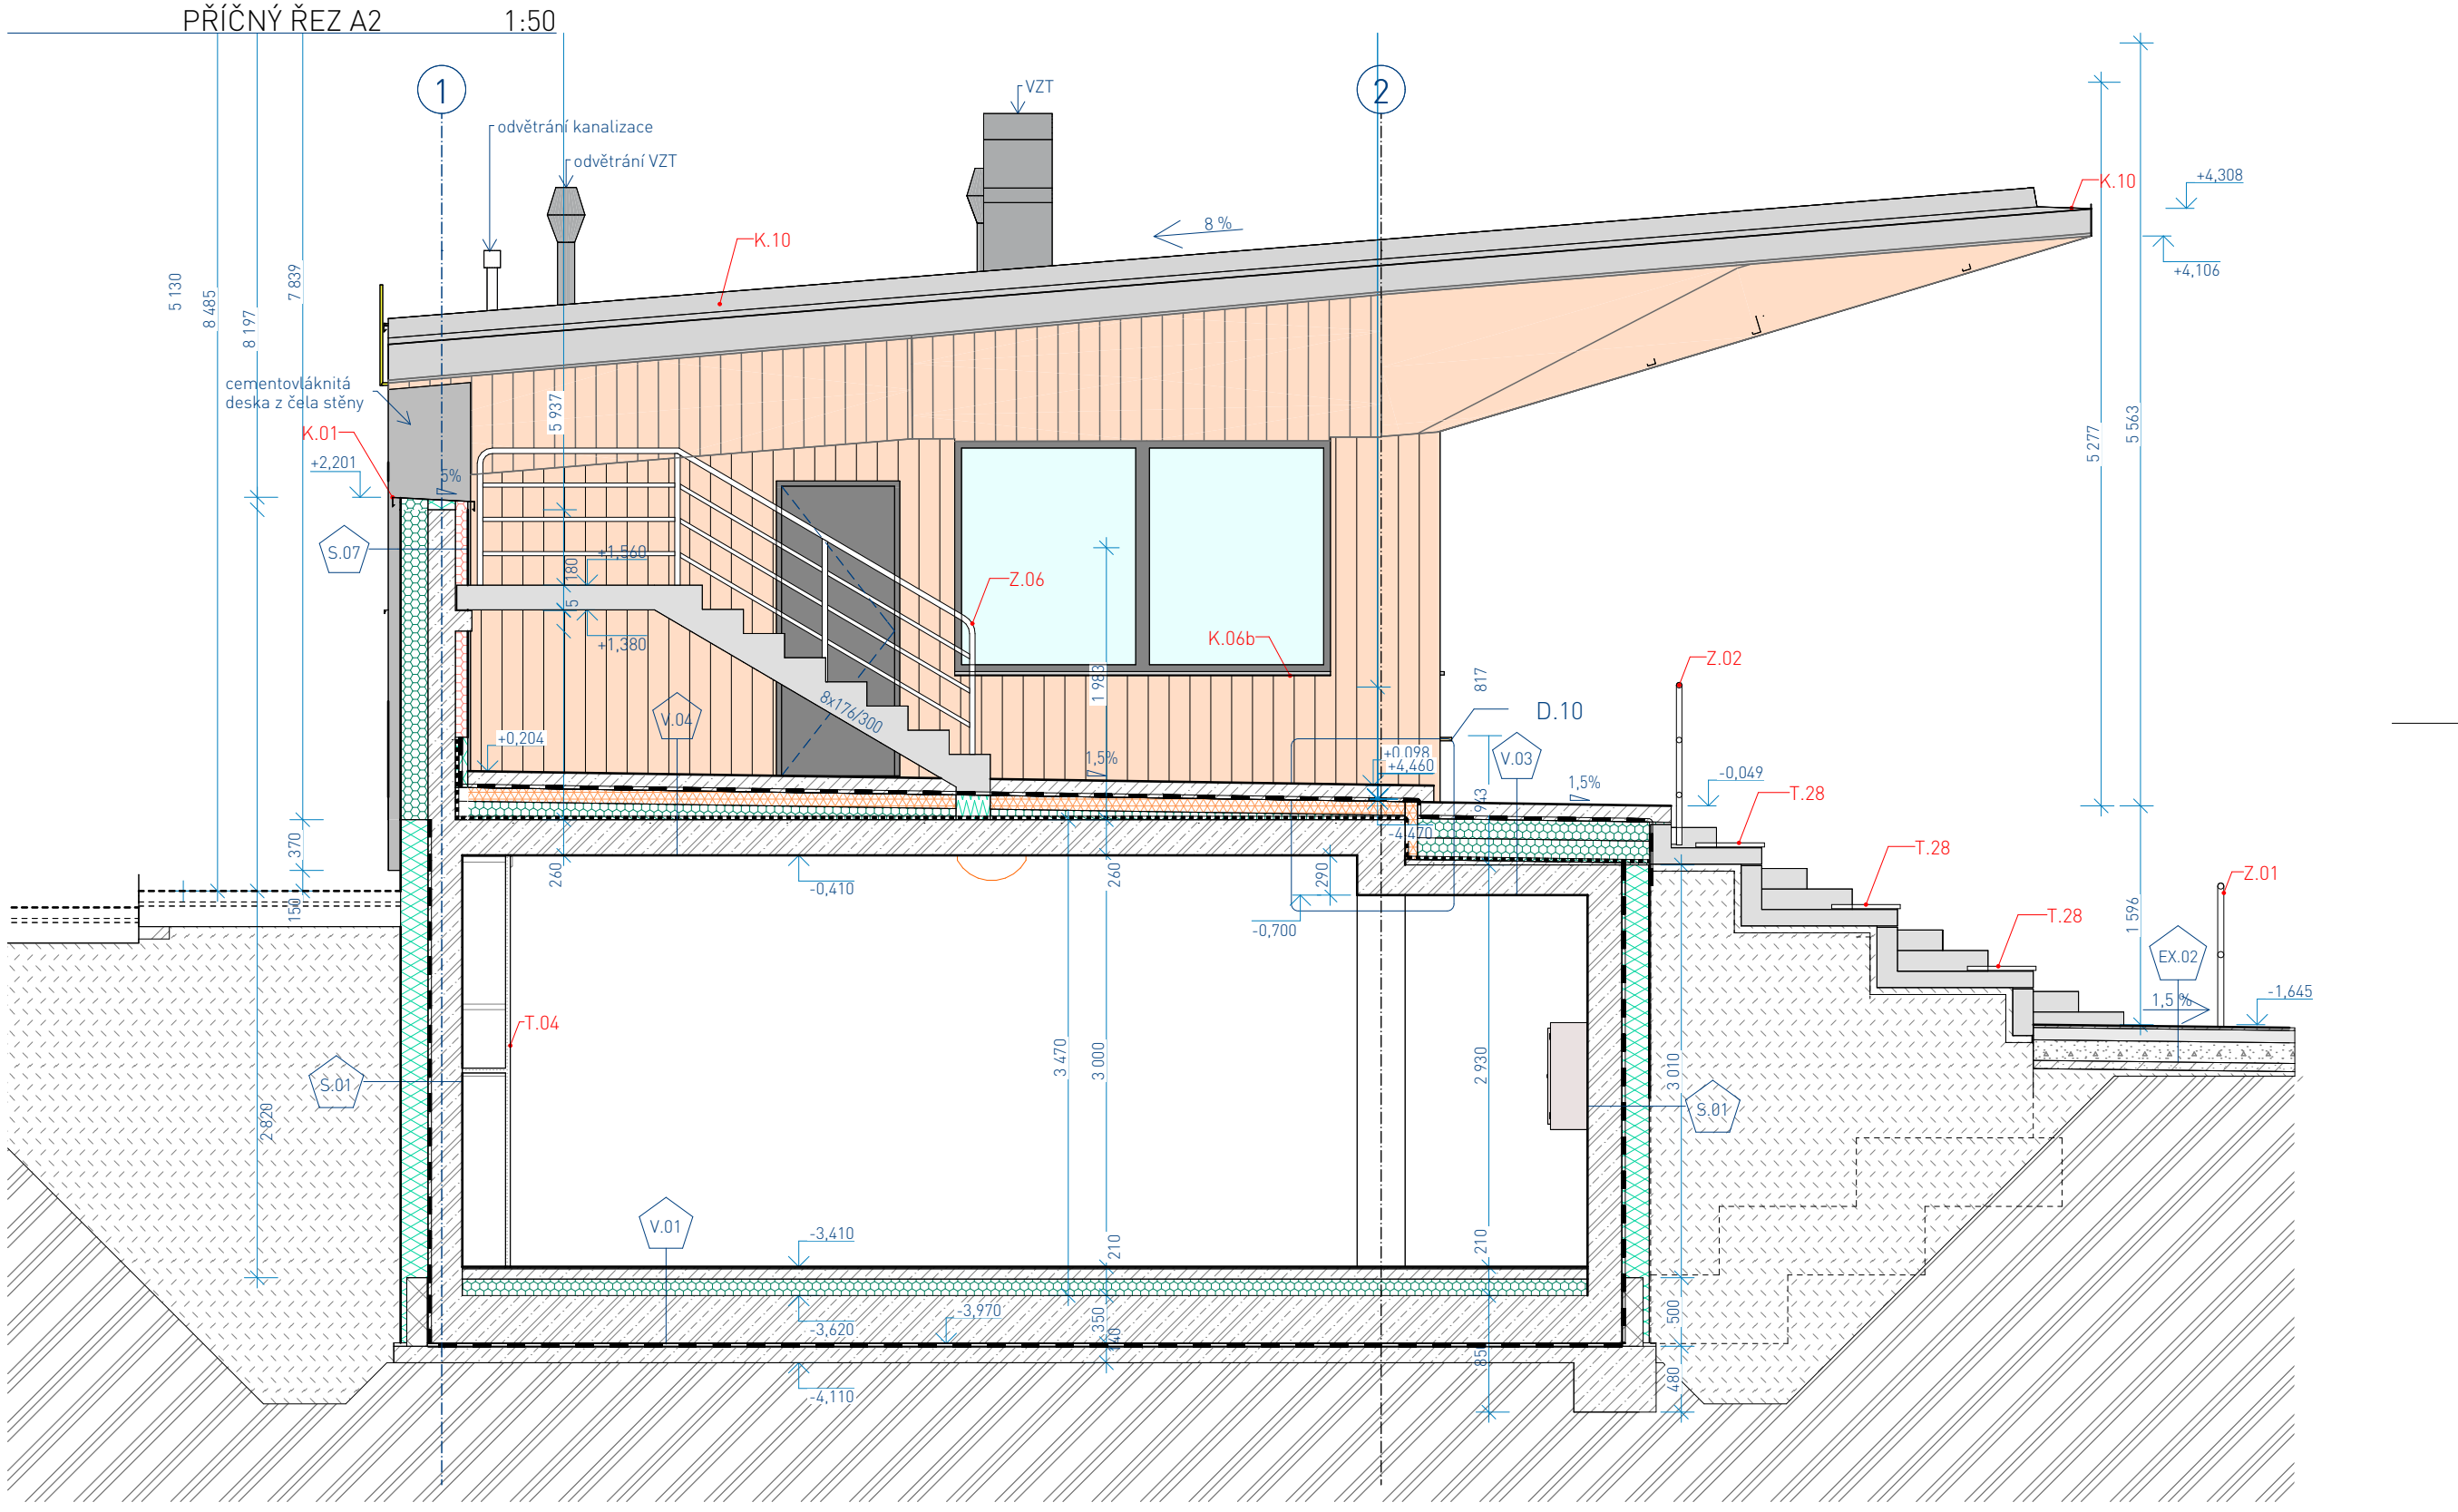 PŘÍČNÝ ŘEZ A2 1:50
1
2
VZT
odvětrání kanalizace
odvětrání VZT
K.10
+4,308
8 %
K.10
+4,106
5 130
8 485
8 197
7 839
cementovláknitá
deska z čela stěny
K.01
+2,201
5%
5 937
5 277
5 563
S.07
+1,560
180
5
+1,380
Z.06
K.06b
1 983
817
Z.02
8x176/300
V.04
D.10
+0,204
1,5%
+0,098
+4,460
V.03
943
1,5%
-0,049
T.28
-4,470
370
150
260
-0,410
260
290
-0,700
T.28
Z.01
T.28
1 596
EX.02
1,5 %
-1,645
T.04
S.01
2 820
3 470
3 000
2 930
3 010
S.01
V.01
-3,410
210
210
-3,970
-3,620
350
500
850
480
-4,110